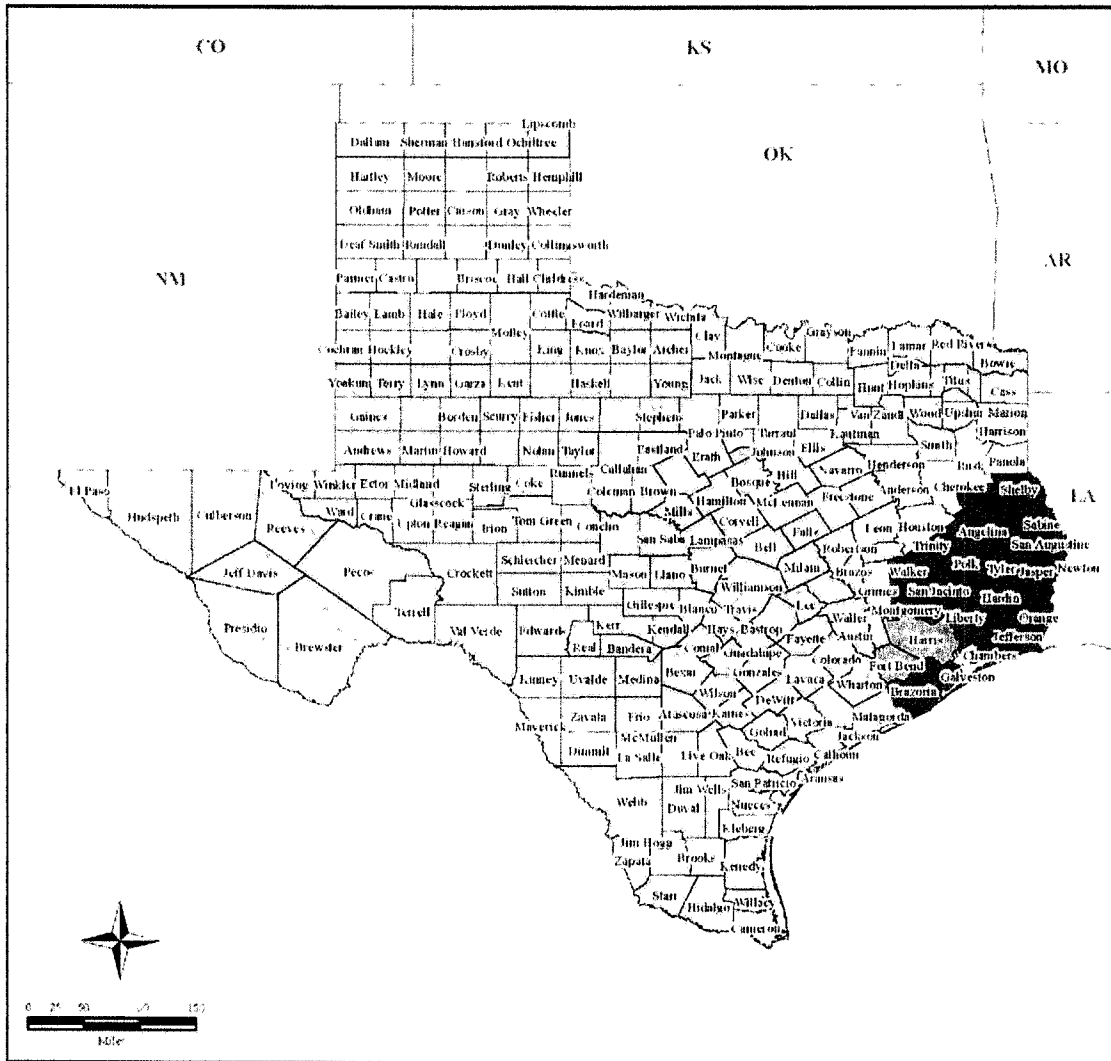 CO KS MO
Lipscomb
Dallam Sherman Hansford Ochiltree
OK
Hartley Moore Roberts Hemphill
Oldham Potter Carson Gray Wheeler
Deaf Smith Randall Donley Collingsworth
AR
NM
Parmer Castro Briscoe Hall Childress
Hardeman
Bailey Lamb Hale Floyd Motley Cottle Foard Wilbarger Wichita
Clay Montague Cooke Grayson Fannin Lamar Red River
Delta Bowie
Cochran Hockley Crosby King Knox Baylor Archer
Yoakum Terry Lynn Garza Kent Haskell Young Jack Wise Denton Collin Hunt Hopkins Titus Cass
Gaines Borden Scurry Fisher Jones Stephens Parker Dallas Van Zandt Wood Upshur Marion
Palo Pinto Tarrant Kaufman Harrison
Andrews Martin Howard Nolan Taylor Callahan Eastland Erath Johnson Ellis Smith
Hill Navarro Henderson Rusk Panola
El Paso Hudspeth Culberson Loving Winkler Ector Midland Glasscock Sterling Coke Runnels Coleman Brown Hamilton Bosque McLennan Freestone Anderson Cherokee Shelby
LA
Reeves Ward Crane Upton Reagan Irion Tom Green Concho Mills Coryell Falls Leon Houston Angelina Sabine
San Saba Lampasas Bell Robertson Trinity San Augustine
Jeff Davis Pecos Crockett Schleicher Menard Mason Llano Burnet Milam Brazos Walker Polk Tyler Jasper Newton
Williamson Grimes San Jacinto Hardin
Presidio Brewster Terrell Sutton Kimble Gillespie Blanco Travis Lee Montgomery Liberty Orange
Val Verde Edward Kerr Kendall Hays Bastrop Fayette Austin Waller Harris Jefferson
Real Bandera Comal Guadalupe Colorado Fort Bend Chambers
Kinney Uvalde Medina Bexar Gonzales Lavaca Wharton Galveston
Wilson DeWitt Brazoria
Maverick Zavala Frio Atascosa Karnes Victoria Matagorda
McMullen Goliad Jackson
Dimmit La Salle Live Oak Bee Refugio Calhoun
San Patricio Aransas
Webb Duval Jim Wells Nueces
Kleberg
Jim Hogg
Zapata Brooks Kenedy
Starr Hidalgo Willacy
Cameron
0 25 50
Miles